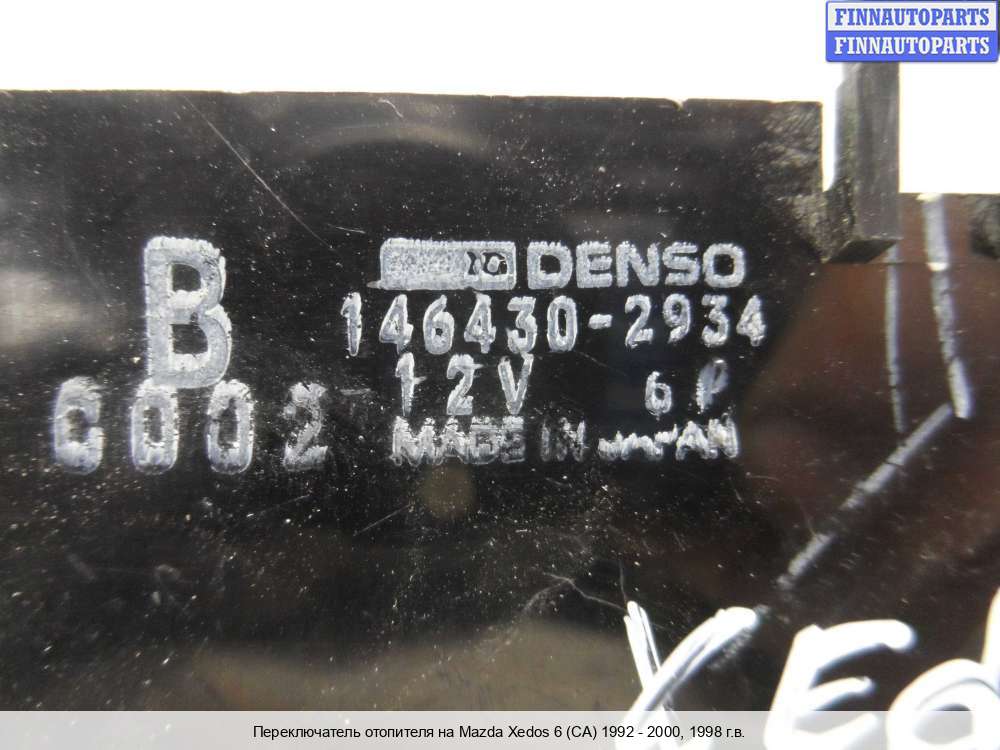 FINNAUTOPARTS
FINNAUTOPARTS
B
C002
DENSO
146430-2934
12V 6P
MADE IN JAPAN
Переключатель отопителя на Mazda Xedos 6 (CA) 1992 - 2000, 1998 г.в.